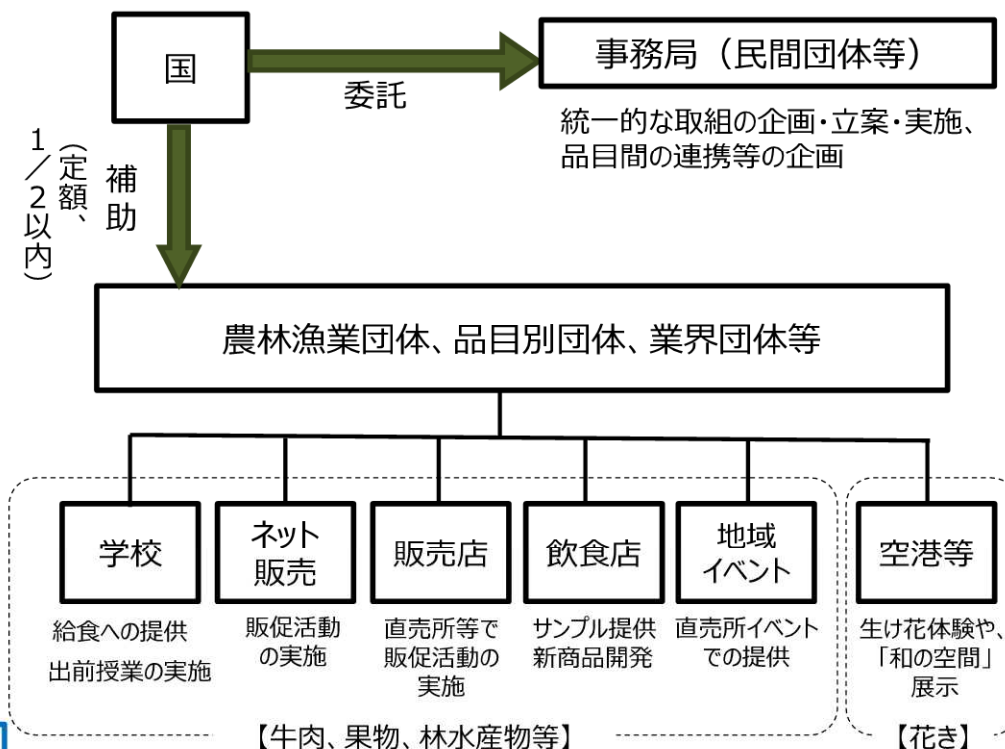 国
委託
事務局（民間団体等）
統一的な取組の企画・立案・実施、
品目間の連携等の企画
補助
（定額、
１／２以内）
農林漁業団体、品目別団体、業界団体等
学校
給食への提供
出前授業の実施
ネット
販売
販促活動
の実施
販売店
直売所等で
販促活動の
実施
飲食店
サンプル提供
新商品開発
地域
イベント
直売所イベント
での提供
空港等
生け花体験や、
「和の空間」
展示
【牛肉、果物、林水産物等】
【花き】